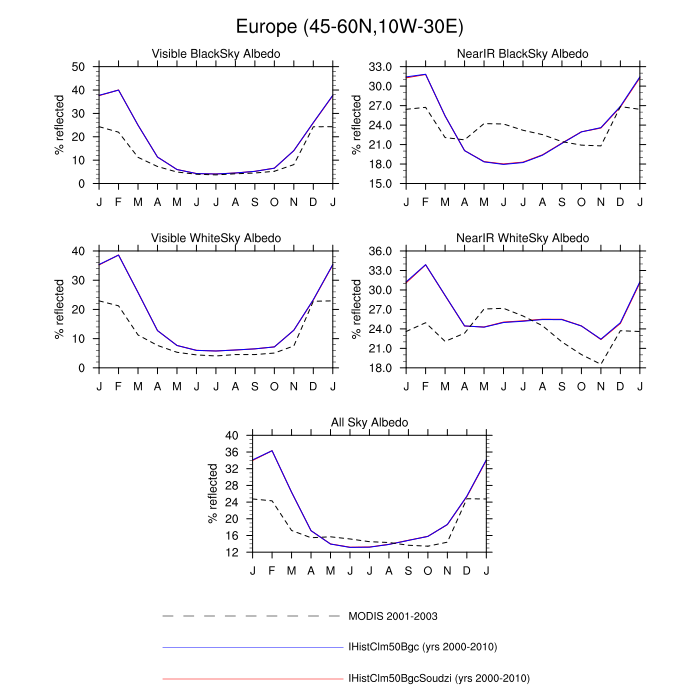 Europe (45-60N,10W-30E)
Visible BlackSky Albedo
% reflected
50
40
30
20
10
0
J F M A M J J A S O N D J
NearIR BlackSky Albedo
% reflected
33.0
30.0
27.0
24.0
21.0
18.0
15.0
J F M A M J J A S O N D J
Visible WhiteSky Albedo
% reflected
40
30
20
10
0
J F M A M J J A S O N D J
NearIR WhiteSky Albedo
% reflected
36.0
33.0
30.0
27.0
24.0
21.0
18.0
J F M A M J J A S O N D J
All Sky Albedo
% reflected
40
36
32
28
24
20
16
12
J F M A M J J A S O N D J
MODIS 2001-2003
IHistClm50Bgc (yrs 2000-2010)
IHistClm50BgcSoudzi (yrs 2000-2010)